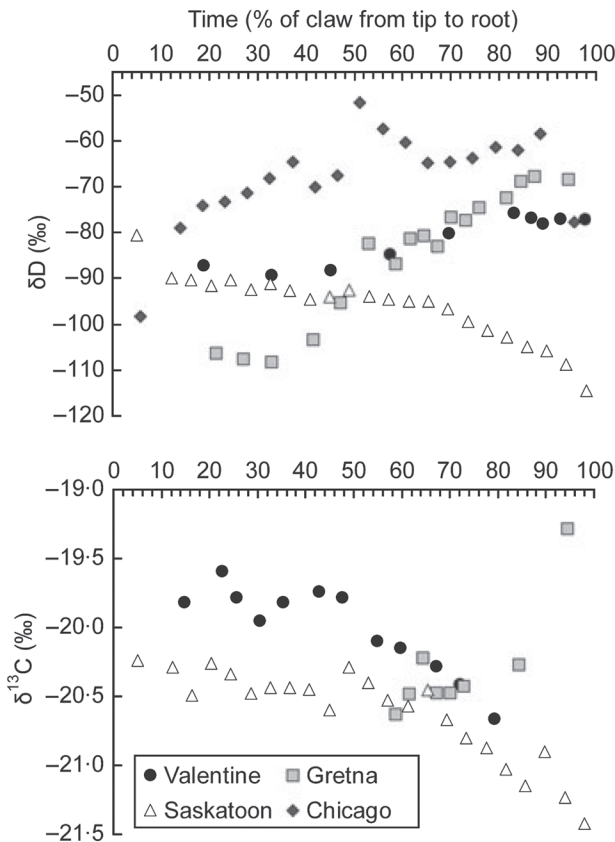 Time (% of claw from tip to root)
0 10 20 30 40 50 60 70 80 90 100
δD (‰)
–50
–60
–70
–80
–90
–100
–110
–120
0 10 20 30 40 50 60 70 80 90 100
δ¹³C (‰)
–19·0
–19·5
–20·0
–20·5
–21·0
–21·5
Valentine Gretna
Saskatoon Chicago